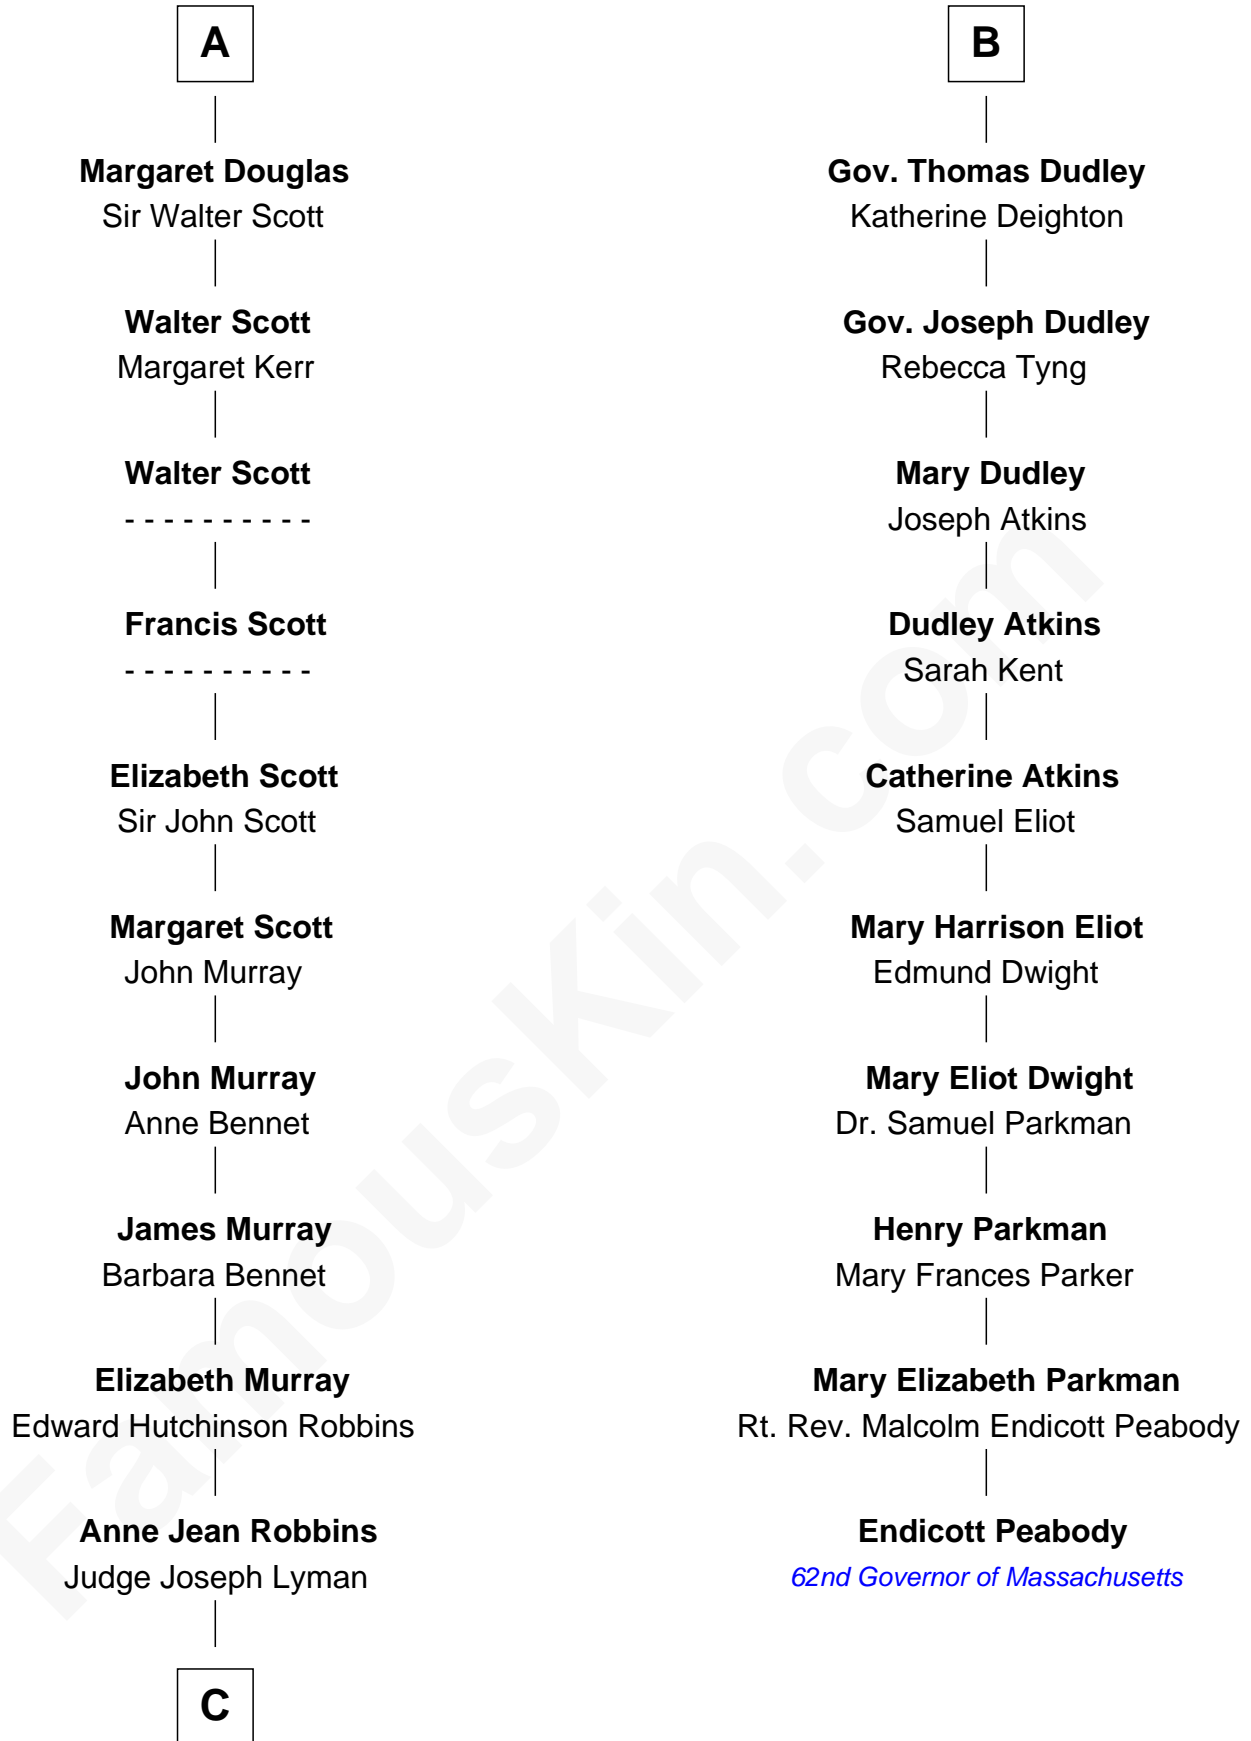 A
Margaret Douglas
Sir Walter Scott
Walter Scott
Margaret Kerr
Walter Scott
- - - - - - - - - -
Francis Scott
- - - - - - - - - -
Elizabeth Scott
Sir John Scott
Margaret Scott
John Murray
John Murray
Anne Bennet
James Murray
Barbara Bennet
Elizabeth Murray
Edward Hutchinson Robbins
Anne Jean Robbins
Judge Joseph Lyman
C
B
Gov. Thomas Dudley
Katherine Deighton
Gov. Joseph Dudley
Rebecca Tyng
Mary Dudley
Joseph Atkins
Dudley Atkins
Sarah Kent
Catherine Atkins
Samuel Eliot
Mary Harrison Eliot
Edmund Dwight
Mary Eliot Dwight
Dr. Samuel Parkman
Henry Parkman
Mary Frances Parker
Mary Elizabeth Parkman
Rt. Rev. Malcolm Endicott Peabody
Endicott Peabody
62nd Governor of Massachusetts
FamousKin.com